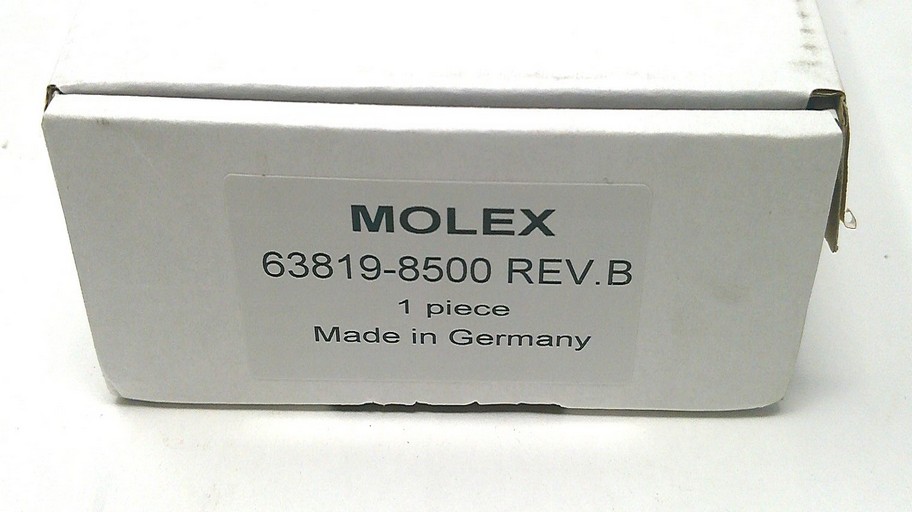 MOLEX
63819-8500 REV.B
1 piece
Made in Germany